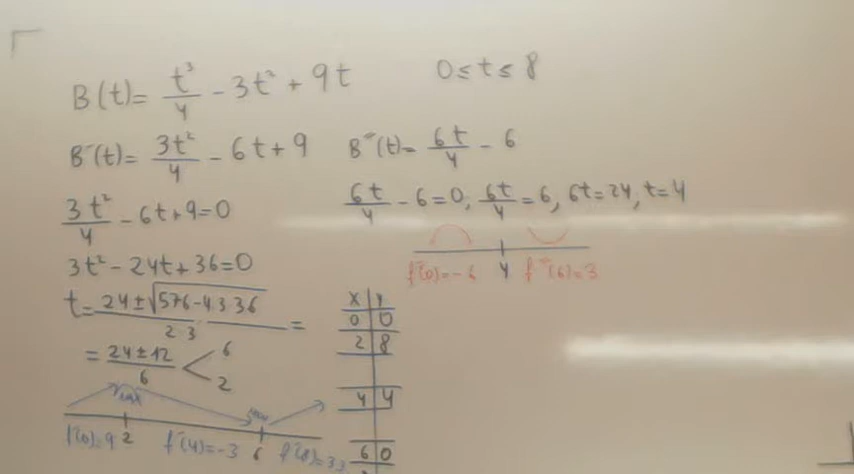 B(t)= t³/4 - 3t² + 9t   0≤t≤8
B'(t)= 3t²/4 - 6t+9   B''(t)= 6t/4 - 6
3t²/4 - 6t+9=0   6t/4 - 6=0, 6t/4 = 6, 6t=24, t=4
f''(0)=-6   4   f''(6)=3
3t²-24t+36=0
t= 24±√576-4·3·36 / 2·3 =
= 24±12 / 6 < 6
2
x | y
0 | 0
2 | 8
4 | 4
6 | 0
max
f'(0)=9   2   f'(4)=-3   6